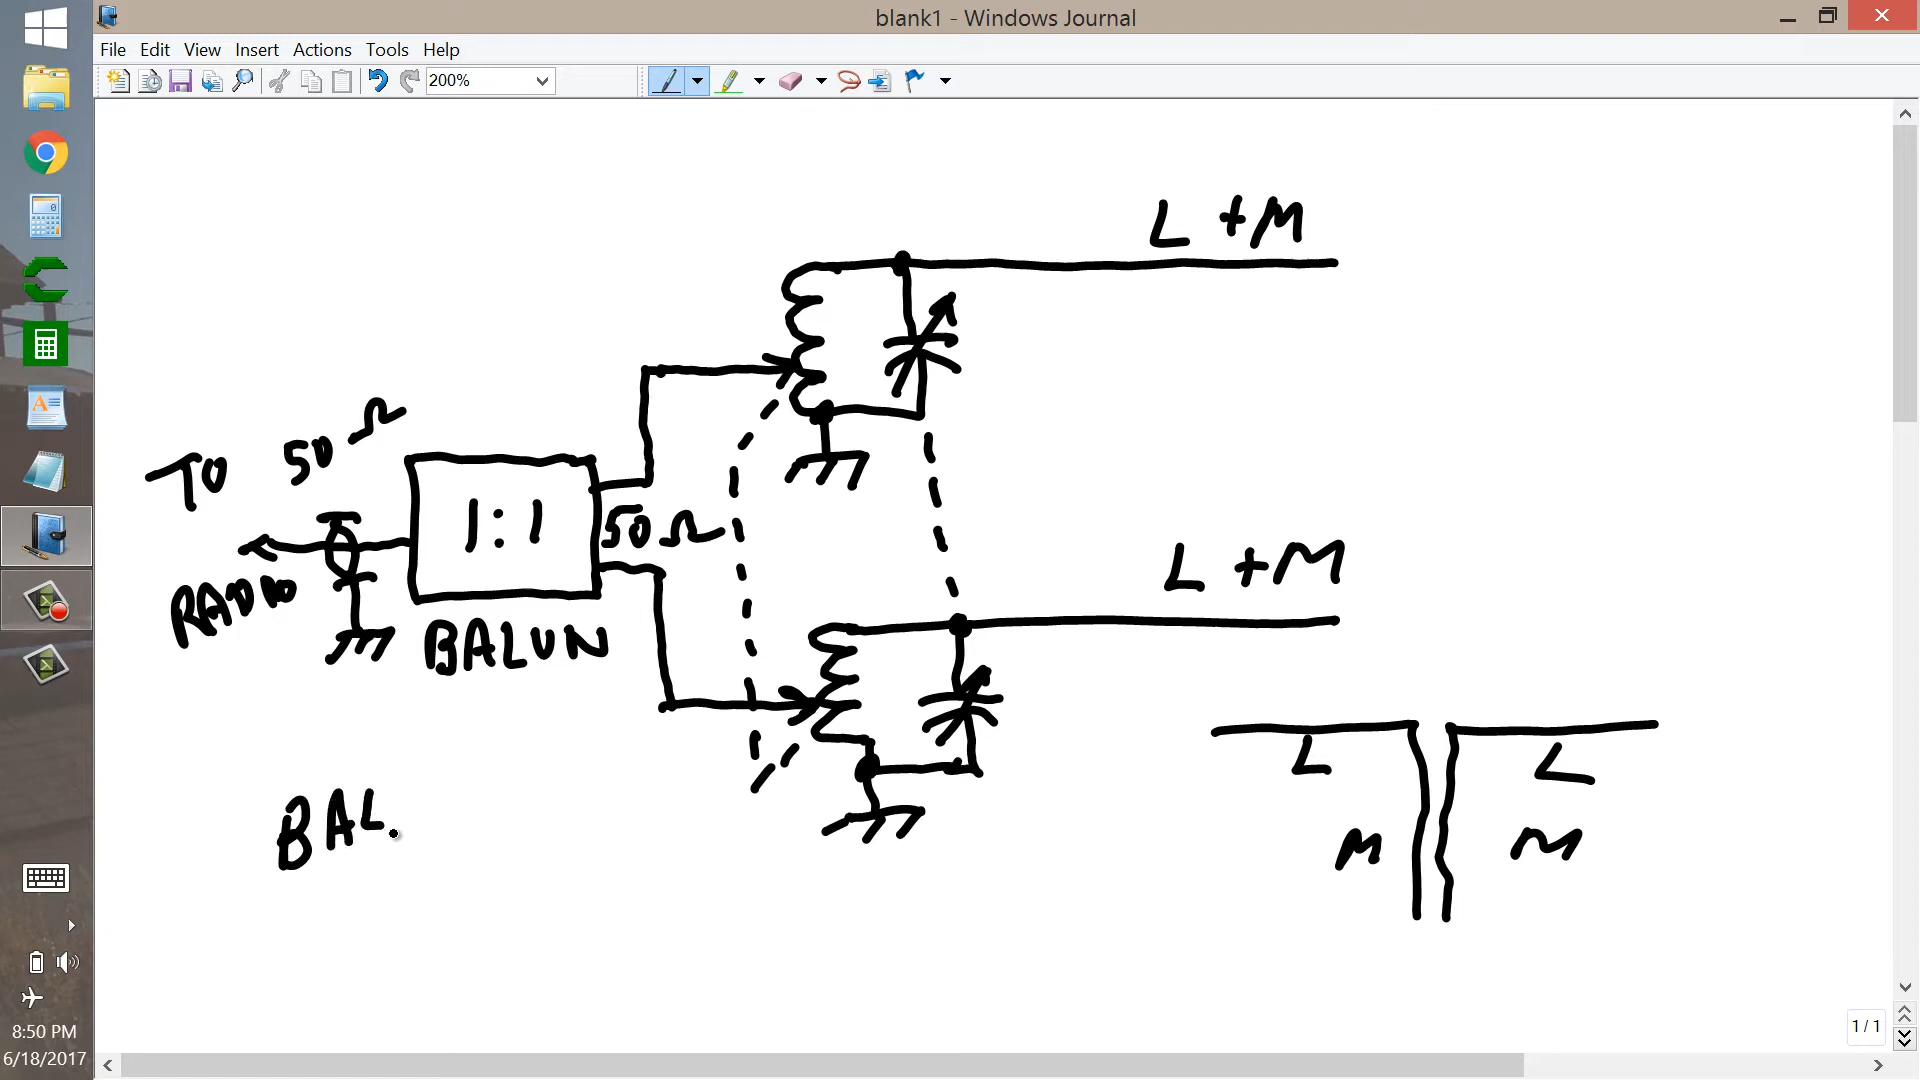 blank1 - Windows Journal
File Edit View Insert Actions Tools Help
200%
L +M
TO 50 Ω
1:1
50 Ω
RADIO
BALUN
L +M
L L
BAL
M M
1 / 1
8:50 PM
6/18/2017